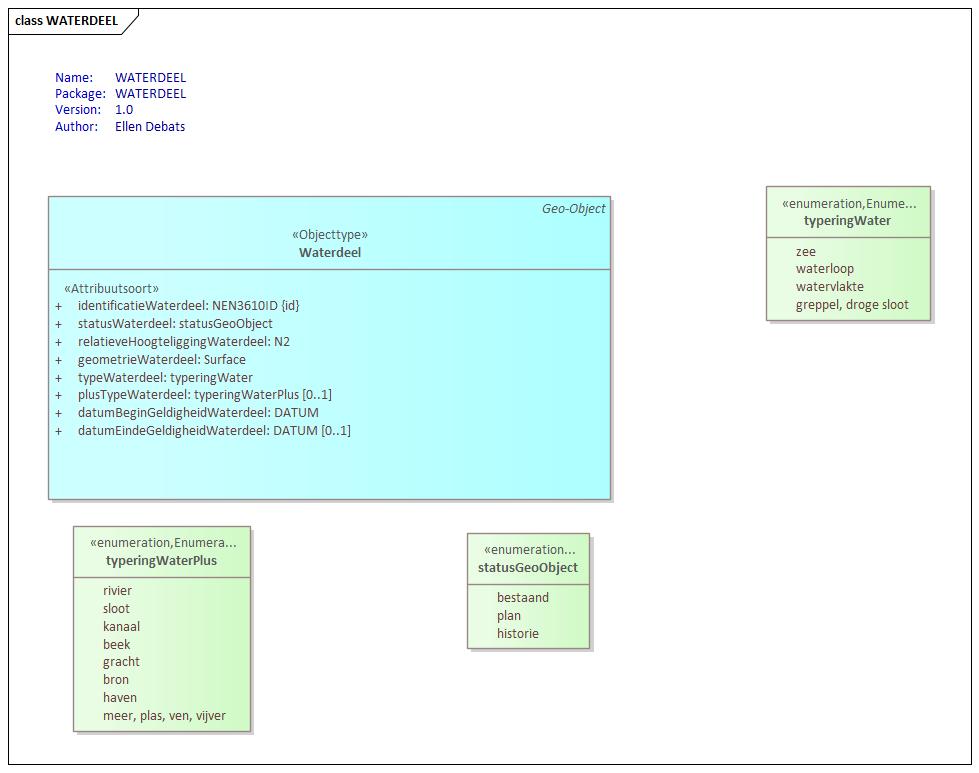 class WATERDEEL
Name: WATERDEEL
Package: WATERDEEL
Version: 1.0
Author: Ellen Debats
Geo-Object
«Objecttype»
Waterdeel
«Attribuutsoort»
+ identificatieWaterdeel: NEN3610ID {id}
+ statusWaterdeel: statusGeoObject
+ relatieveHoogteliggingWaterdeel: N2
+ geometrieWaterdeel: Surface
+ typeWaterdeel: typeringWater
+ plusTypeWaterdeel: typeringWaterPlus [0..1]
+ datumBeginGeldigheidWaterdeel: DATUM
+ datumEindeGeldigheidWaterdeel: DATUM [0..1]
«enumeration,Enume...
typeringWater
zee
waterloop
watervlakte
greppel, droge sloot
«enumeration,Enumera...
typeringWaterPlus
rivier
sloot
kanaal
beek
gracht
bron
haven
meer, plas, ven, vijver
«enumeration...
statusGeoObject
bestaand
plan
historie